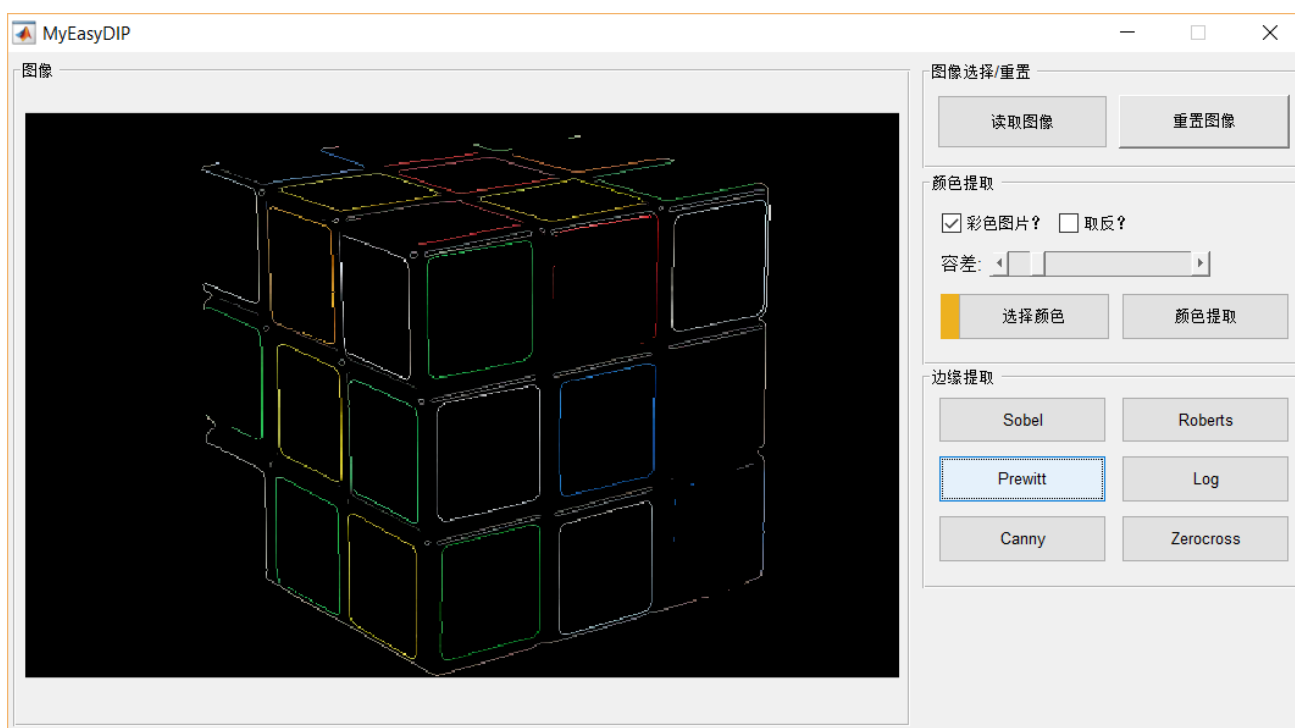 MyEasyDIP
图像
图像选择/重置
读取图像
重置图像
颜色提取
彩色图片?
取反?
容差:
选择颜色
颜色提取
边缘提取
Sobel
Roberts
Prewitt
Log
Canny
Zerocross